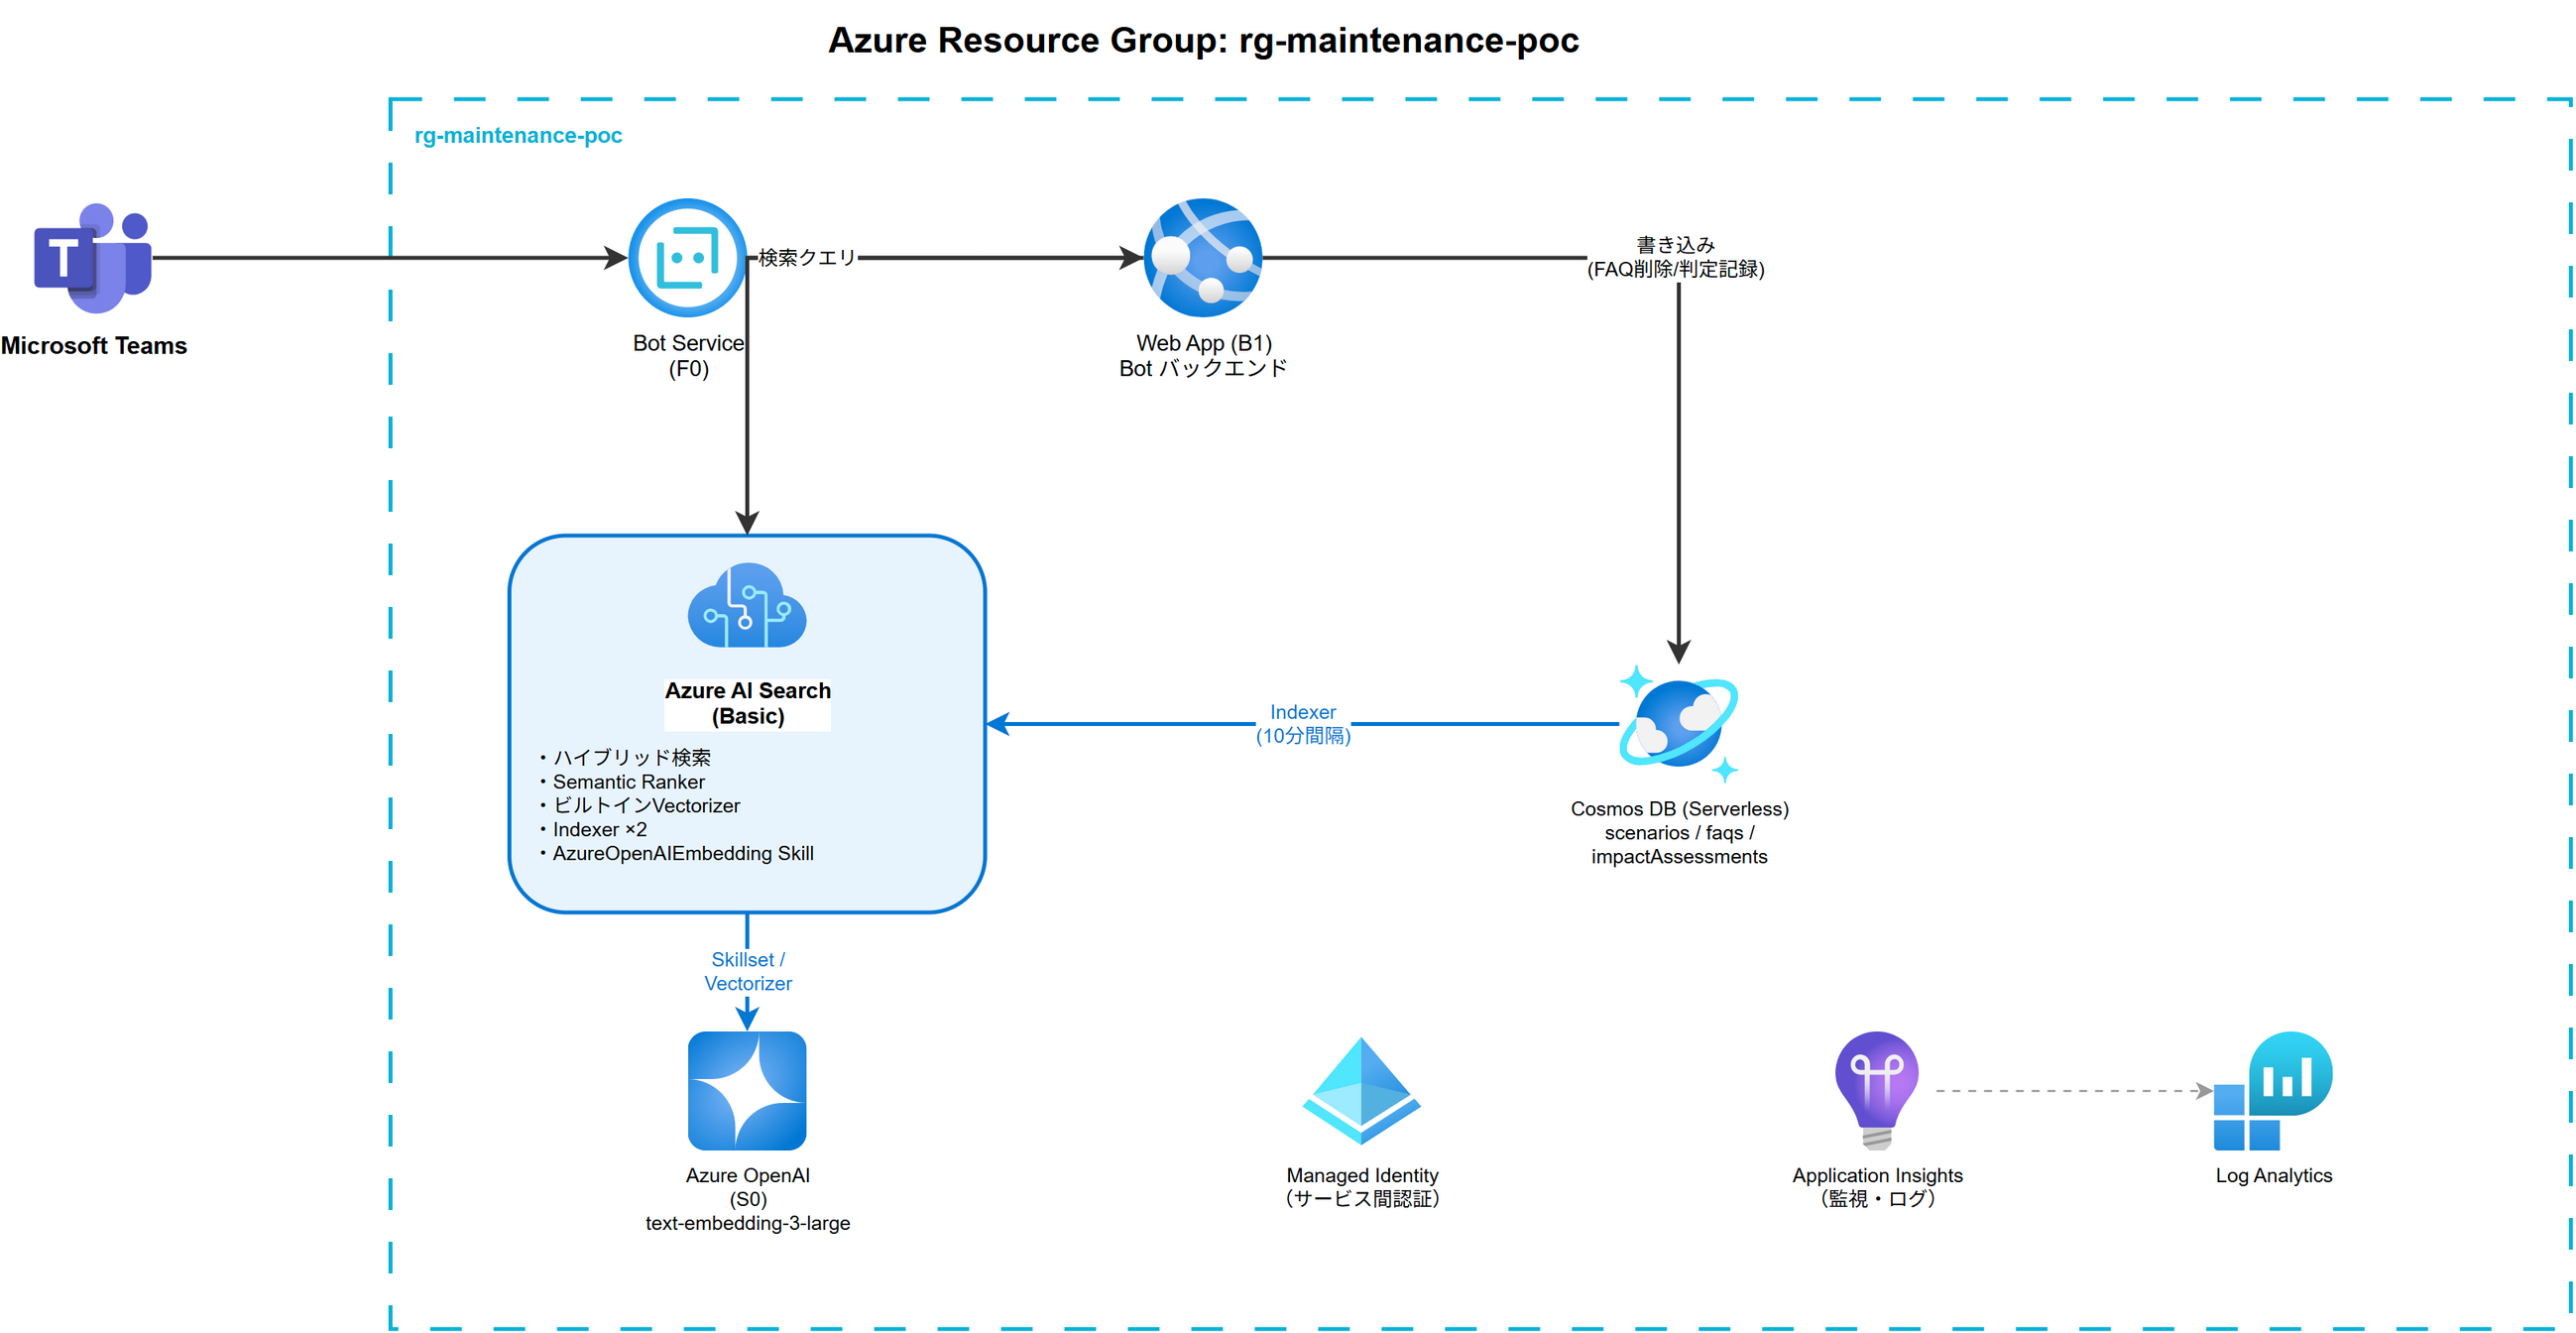 Azure Resource Group: rg-maintenance-poc
rg-maintenance-poc
T
Microsoft Teams
Bot Service
(F0)
検索クエリ
Web App (B1)
Bot バックエンド
書き込み
(FAQ削除/判定記録)
Azure AI Search
(Basic)
・ハイブリッド検索
・Semantic Ranker
・ビルトインVectorizer
・Indexer ×2
・AzureOpenAIEmbedding Skill
Indexer
(10分間隔)
Cosmos DB (Serverless)
scenarios / faqs /
impactAssessments
Skillset /
Vectorizer
Azure OpenAI
(S0)
text-embedding-3-large
Managed Identity
（サービス間認証）
Application Insights
（監視・ログ）
Log Analytics